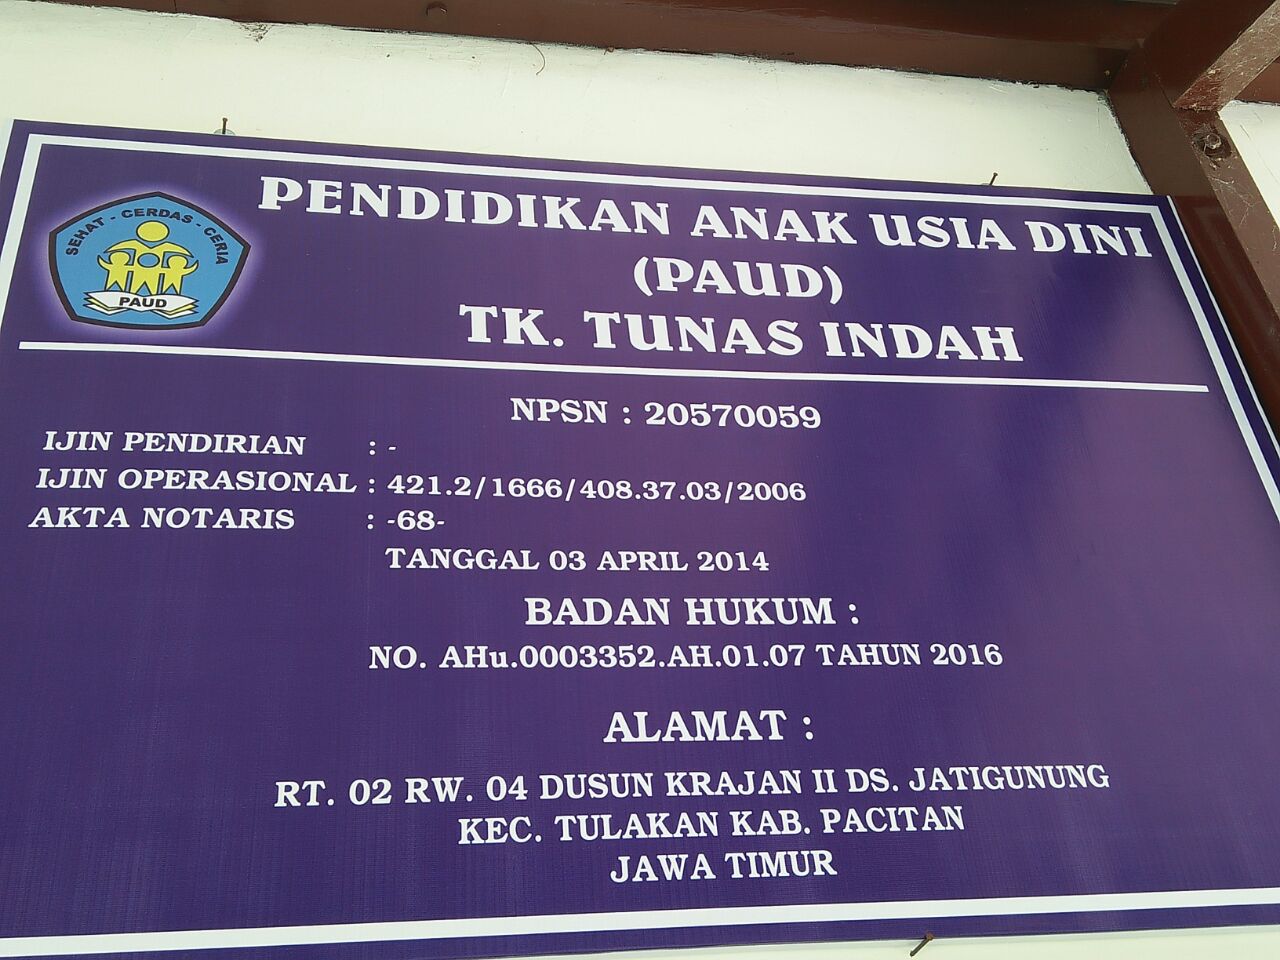 SEHAT - CERDAS - CERIA
PAUD
PENDIDIKAN ANAK USIA DINI
(PAUD)
TK. TUNAS INDAH
NPSN : 20570059
IJIN PENDIRIAN : -
IJIN OPERASIONAL : 421.2/1666/408.37.03/2006
AKTA NOTARIS : -68-
TANGGAL 03 APRIL 2014
BADAN HUKUM :
NO. AHu.0003352.AH.01.07 TAHUN 2016
ALAMAT :
RT. 02 RW. 04 DUSUN KRAJAN II DS. JATIGUNUNG
KEC. TULAKAN KAB. PACITAN
JAWA TIMUR